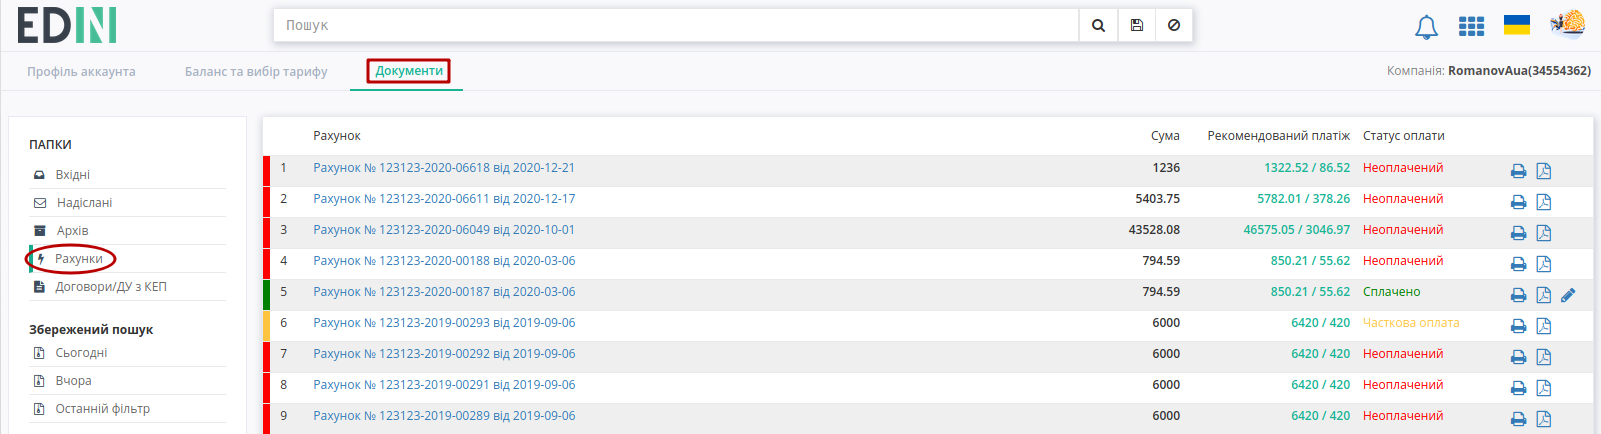 EDIN
Пошук
Профіль аккаунта Баланс та вибір тарифу Документи Компанія: RomanovAua(34554362)
ПАПКИ
Вхідні
Надіслані
Архів
Рахунки
Договори/ДУ з КЕП
Збережений пошук
Сьогодні
Вчора
Останній фільтр
Рахунок Сума Рекомендований платіж Статус оплати
1 Рахунок № 123123-2020-06618 від 2020-12-21 1236 1322.52 / 86.52 Неоплачений
2 Рахунок № 123123-2020-06611 від 2020-12-17 5403.75 5782.01 / 378.26 Неоплачений
3 Рахунок № 123123-2020-06049 від 2020-10-01 43528.08 46575.05 / 3046.97 Неоплачений
4 Рахунок № 123123-2020-00188 від 2020-03-06 794.59 850.21 / 55.62 Неоплачений
5 Рахунок № 123123-2020-00187 від 2020-03-06 794.59 850.21 / 55.62 Сплачено
6 Рахунок № 123123-2019-00293 від 2019-09-06 6000 6420 / 420 Часткова оплата
7 Рахунок № 123123-2019-00292 від 2019-09-06 6000 6420 / 420 Неоплачений
8 Рахунок № 123123-2019-00291 від 2019-09-06 6000 6420 / 420 Неоплачений
9 Рахунок № 123123-2019-00289 від 2019-09-06 6000 6420 / 420 Неоплачений